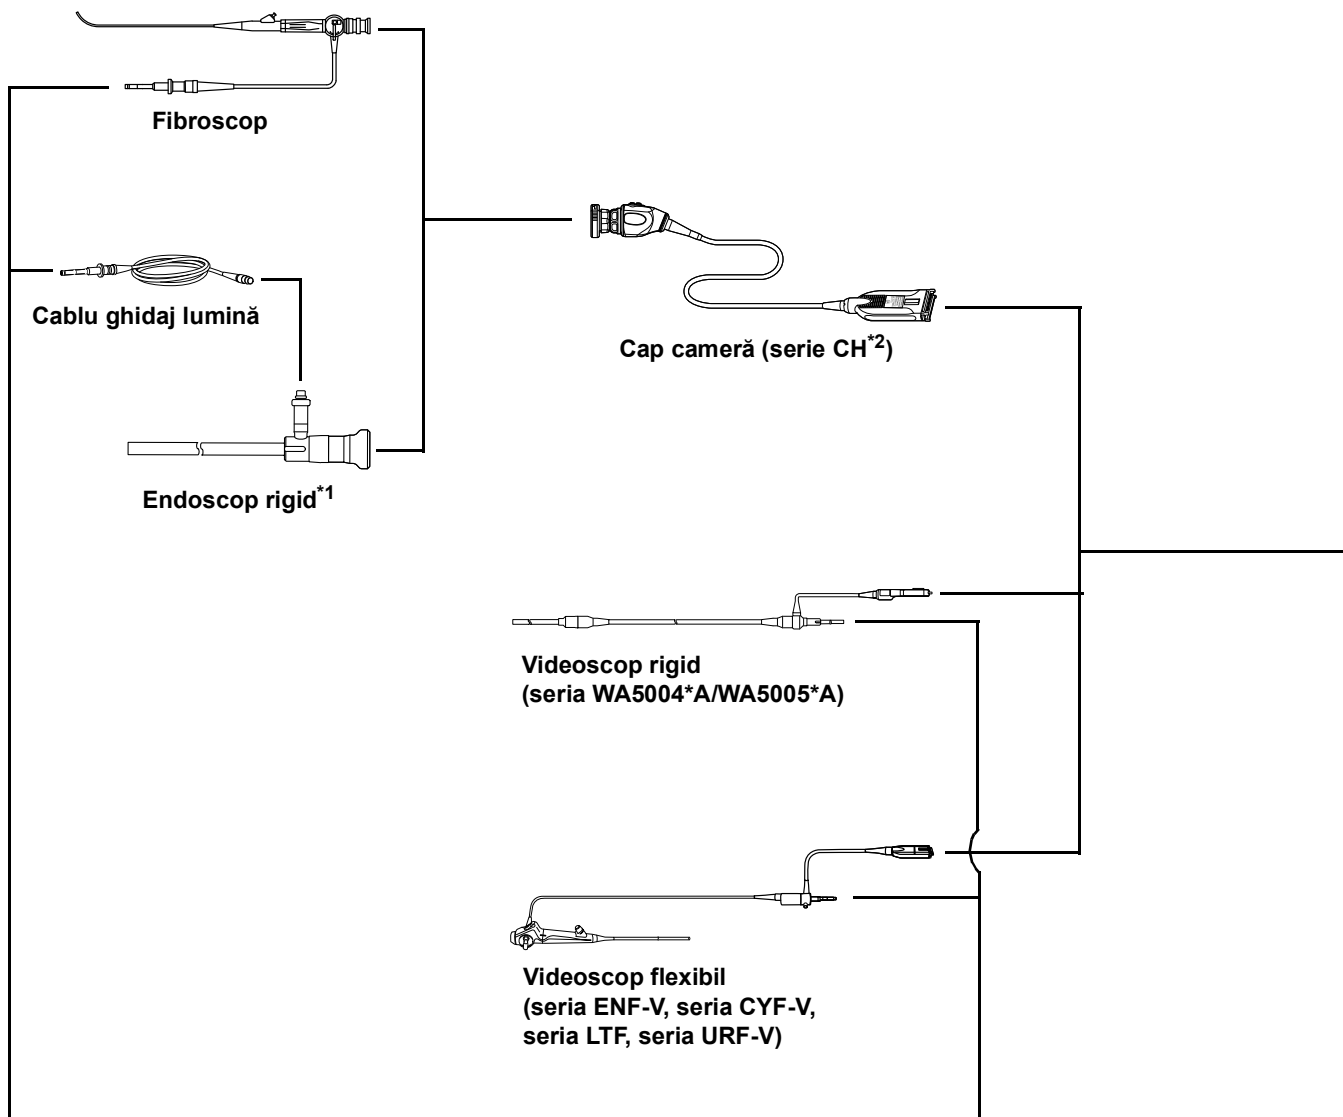 Fibroscop
Cablu ghidaj lumină
Endoscop rigid*1
Cap cameră (serie CH*2)
Videoscop rigid
(seria WA5004*A/WA5005*A)
Videoscop flexibil
(seria ENF-V, seria CYF-V,
seria LTF, seria URF-V)